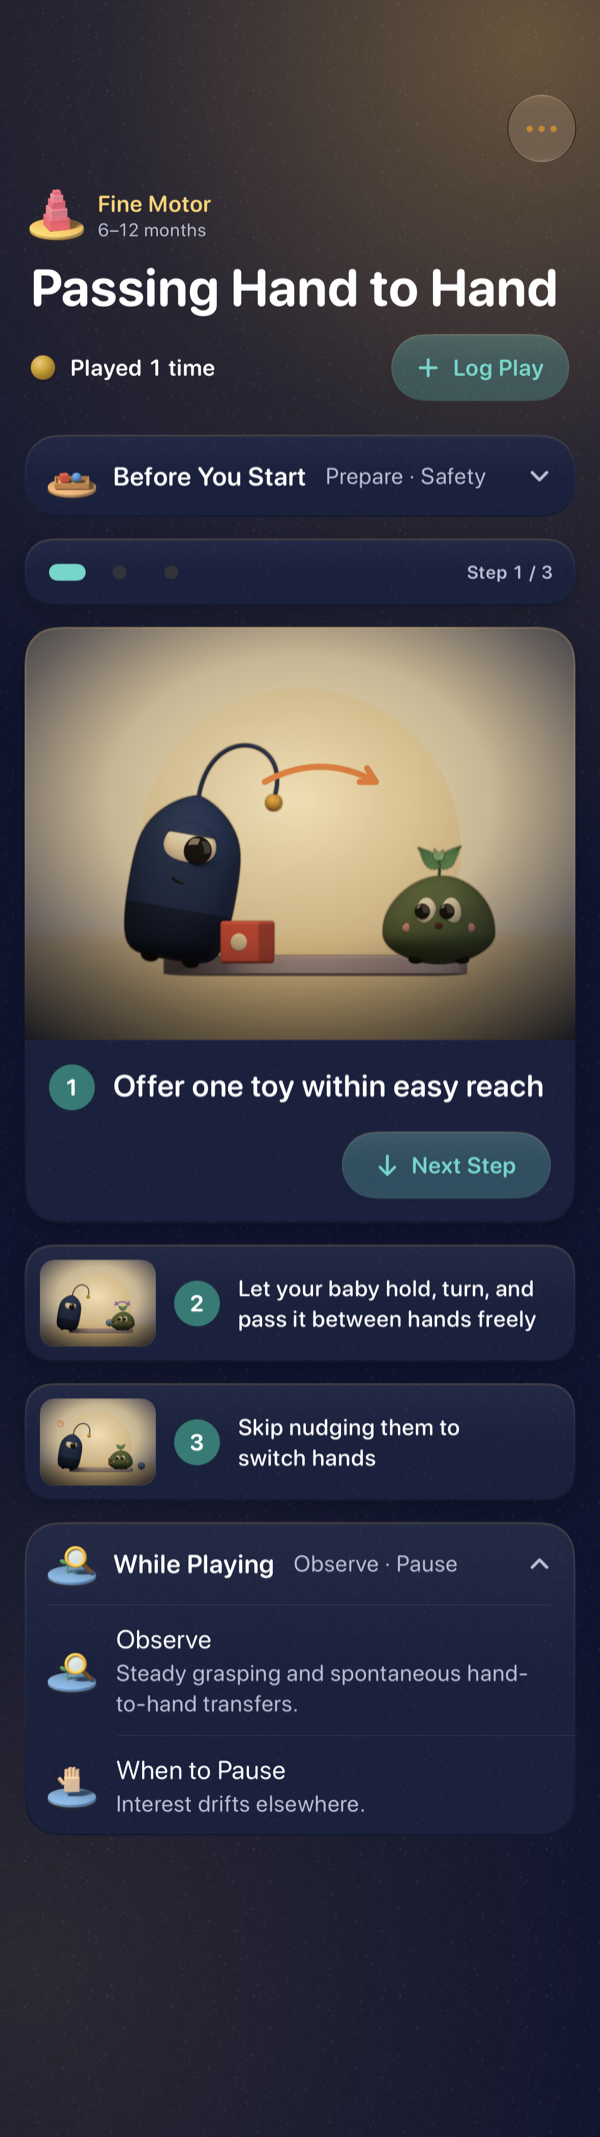 Fine Motor
6–12 months
Passing Hand to Hand
Played 1 time
+ Log Play
Before You Start Prepare · Safety
Step 1 / 3
1 Offer one toy within easy reach
↓ Next Step
2 Let your baby hold, turn, and
pass it between hands freely
3 Skip nudging them to
switch hands
While Playing Observe · Pause
Observe
Steady grasping and spontaneous hand-
to-hand transfers.
When to Pause
Interest drifts elsewhere.